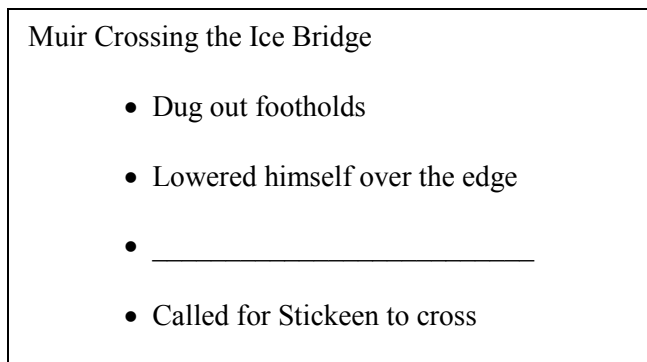 Muir Crossing the Ice Bridge
• Dug out footholds
• Lowered himself over the edge
• ___________________________
• Called for Stickeen to cross